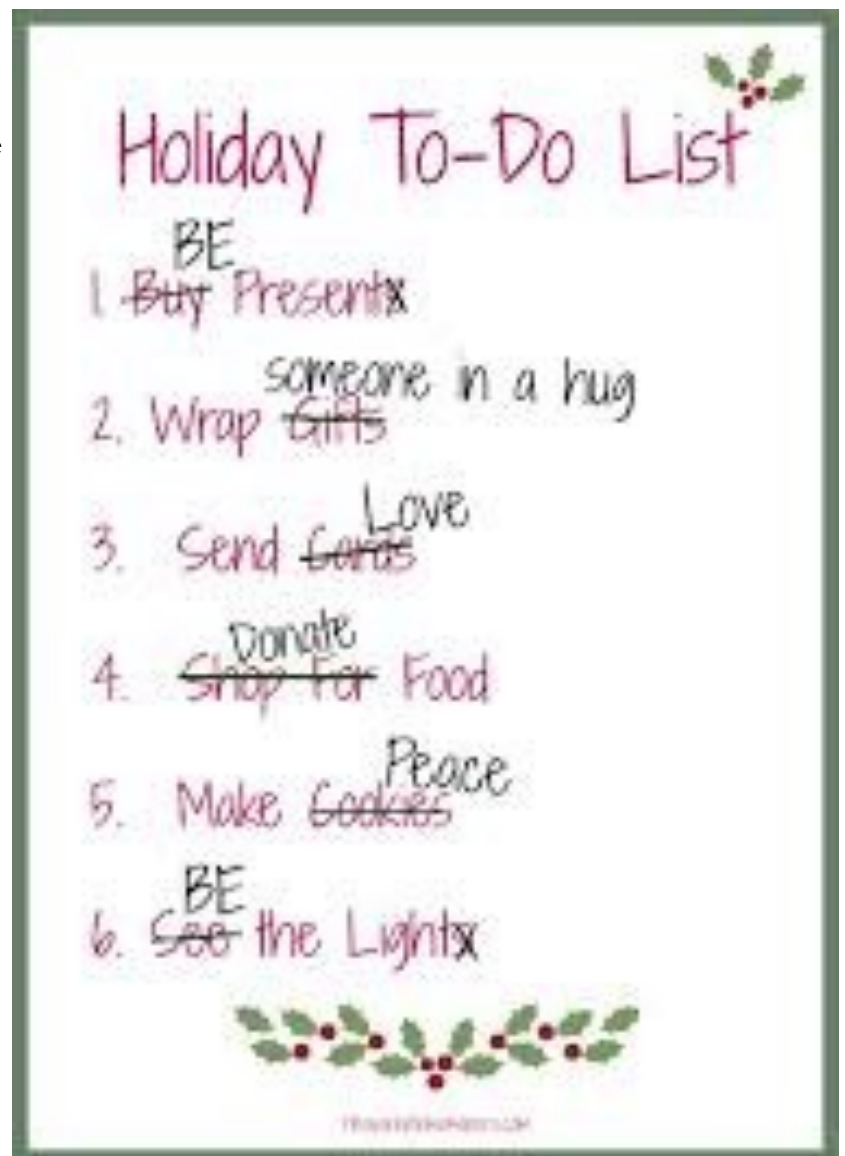 Holiday To-Do List
BE
1. Buy Presents
someone in a hug
2. Wrap Gifts
Love
3. Send Cards
Donate
4. Shop For Food
Peace
5. Make Cookies
BE
6. See the Lights